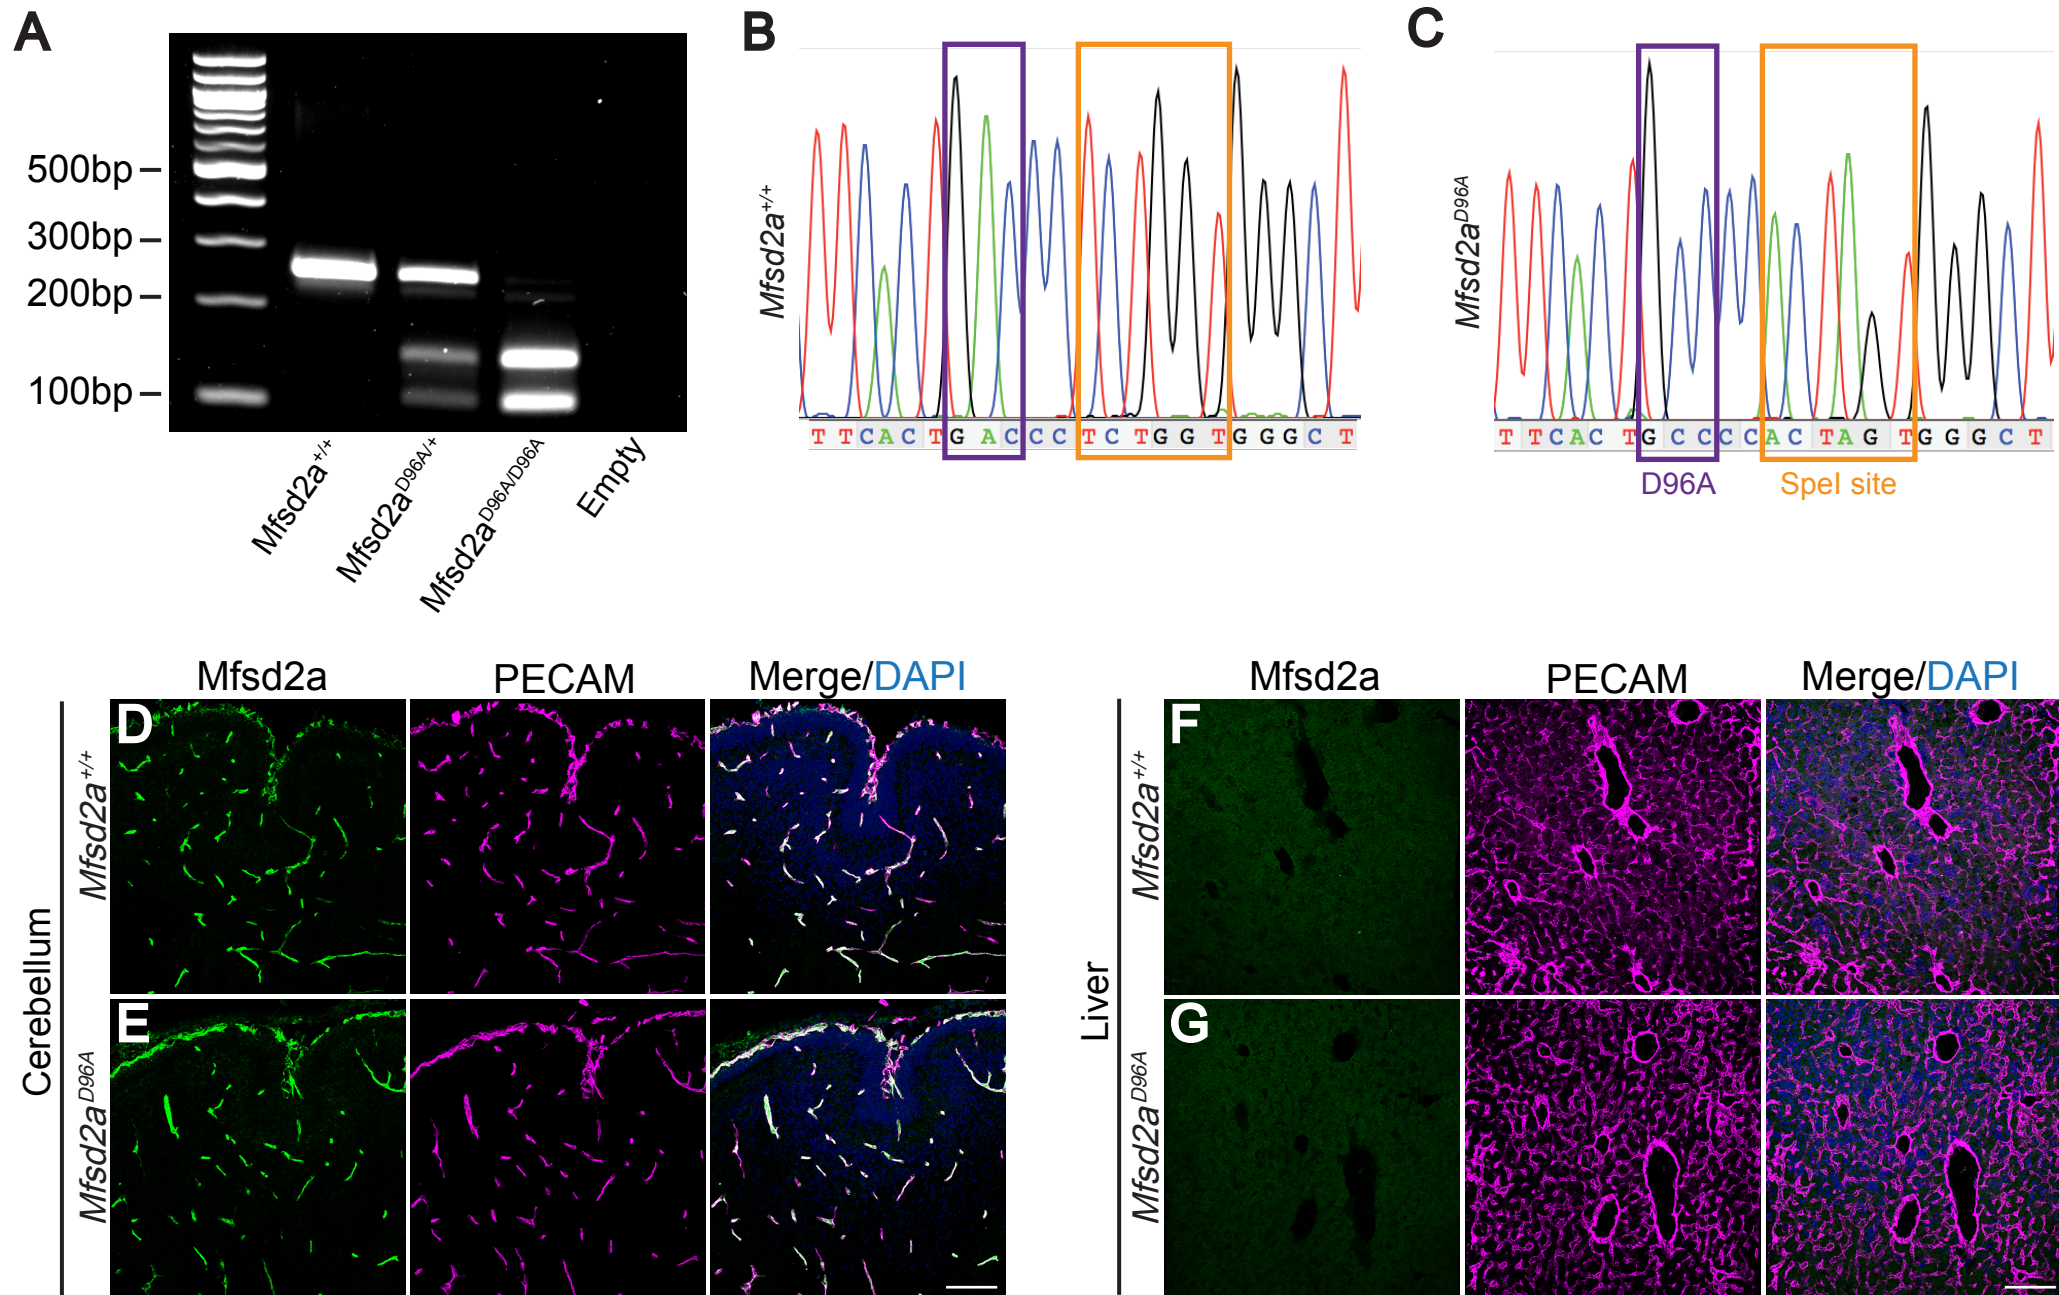 A
500bp
300bp
200bp
100bp
Mfsd2a+/+
Mfsd2aD96A/+
Mfsd2aD96A/D96A
Empty
B
Mfsd2a+/+
T T C A C T G A C C C T C T G G T G G G C T
C
Mfsd2aD96A
T T C A C T G C C C C A C T A G T G G G C T
D96A
SpeI site
Mfsd2a
PECAM
Merge/DAPI
Cerebellum
Mfsd2a+/+
D
Mfsd2aD96A
E
Mfsd2a
PECAM
Merge/DAPI
Liver
Mfsd2a+/+
F
Mfsd2aD96A
G